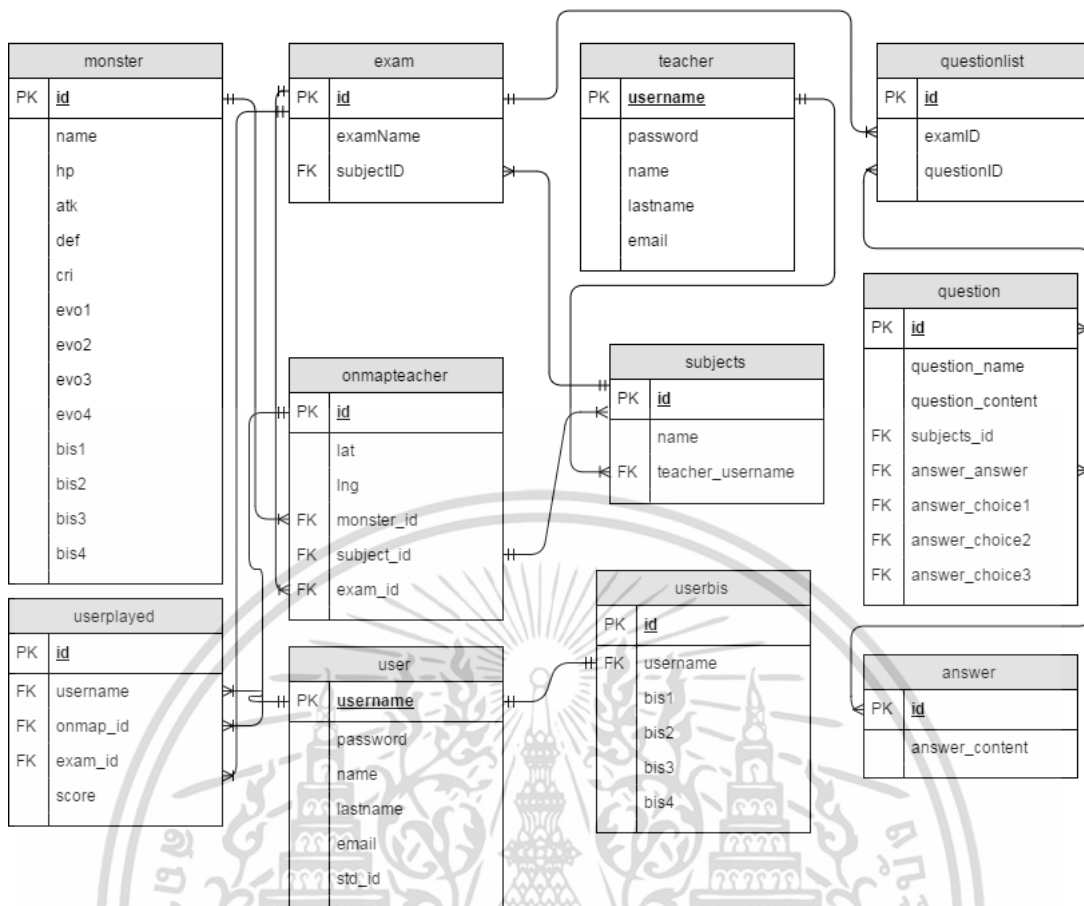 monster
PK id
name
hp
atk
def
cri
evo1
evo2
evo3
evo4
bis1
bis2
bis3
bis4
exam
PK id
examName
FK subjectID
teacher
PK username
password
name
lastname
email
questionlist
PK id
examID
questionID
onmapteacher
PK id
lat
lng
FK monster_id
FK subject_id
FK exam_id
subjects
PK id
name
FK teacher_username
question
PK id
question_name
question_content
FK subjects_id
FK answer_answer
FK answer_choice1
FK answer_choice2
FK answer_choice3
userplayed
PK id
FK username
FK onmap_id
FK exam_id
score
user
PK username
password
name
lastname
email
std_id
userbis
PK id
FK username
bis1
bis2
bis3
bis4
answer
PK id
answer_content